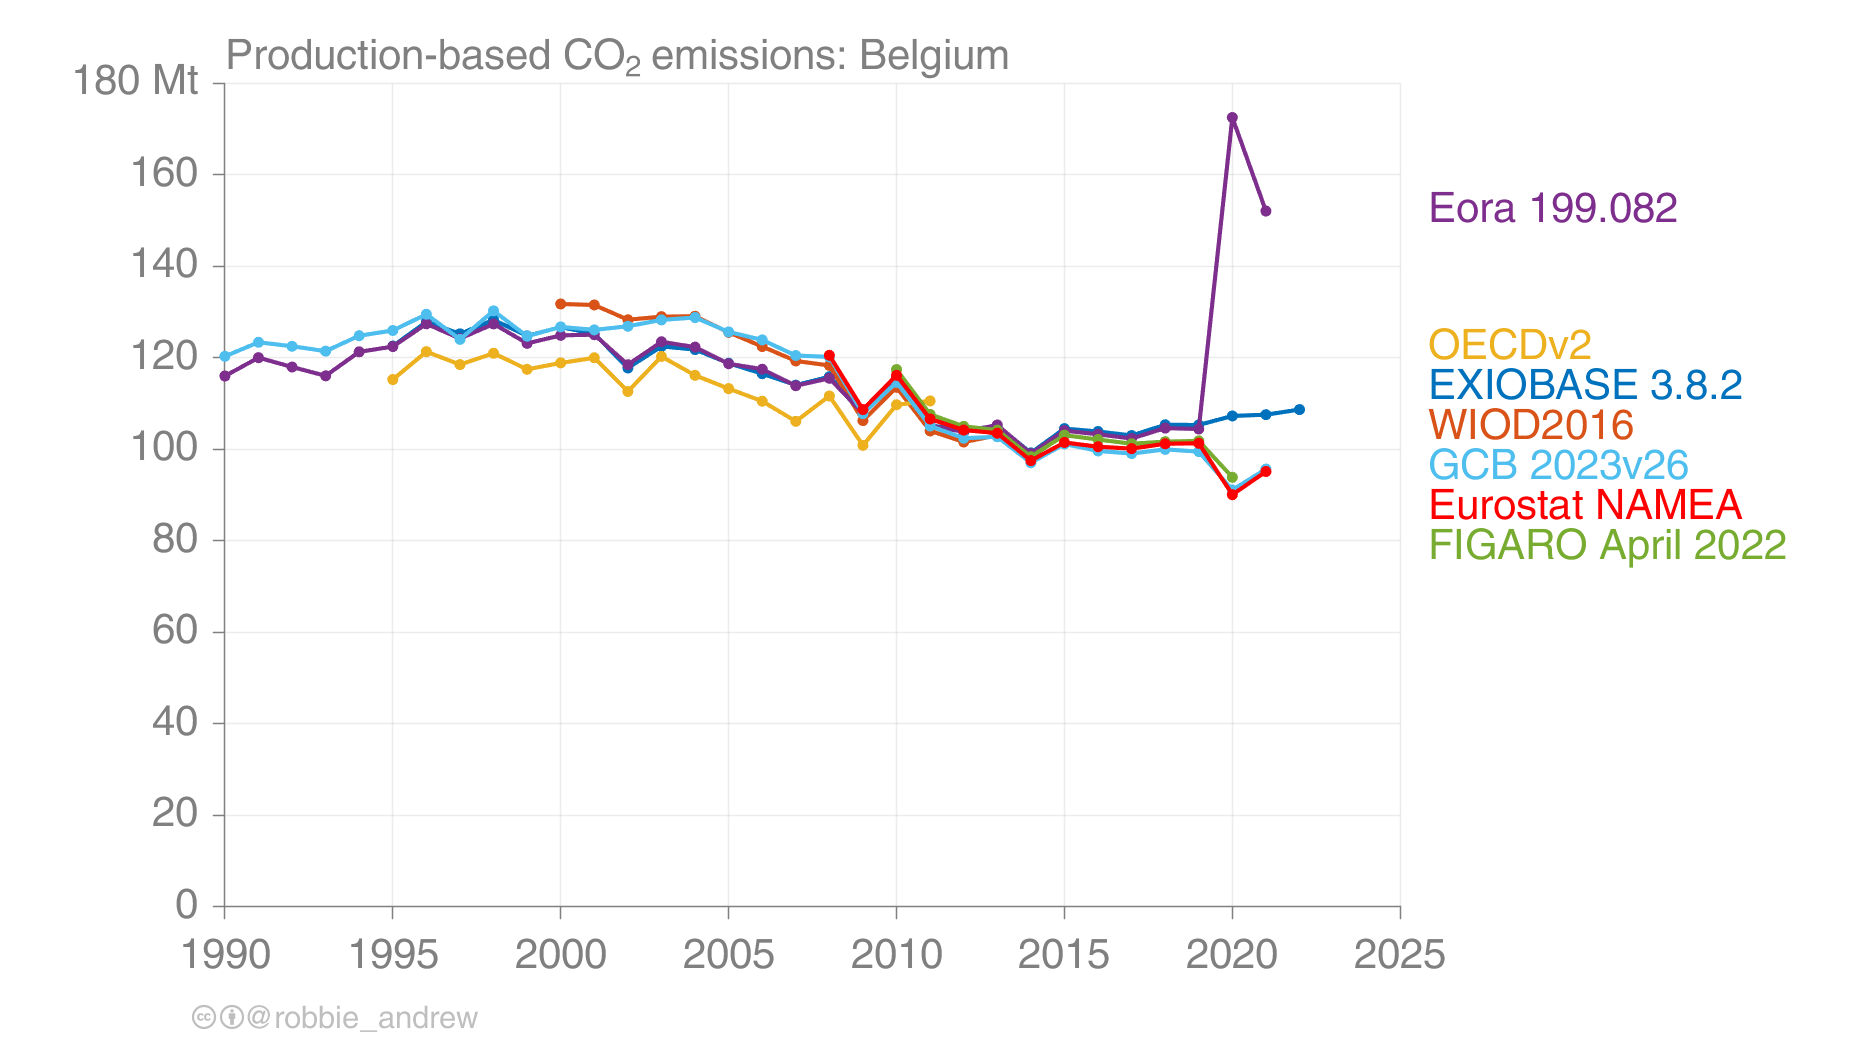 Production-based CO₂ emissions: Belgium
180 Mt
160
140
120
100
80
60
40
20
0
1990 1995 2000 2005 2010 2015 2020 2025
Eora 199.082
OECDv2
EXIOBASE 3.8.2
WIOD2016
GCB 2023v26
Eurostat NAMEA
FIGARO April 2022
@robbie_andrew